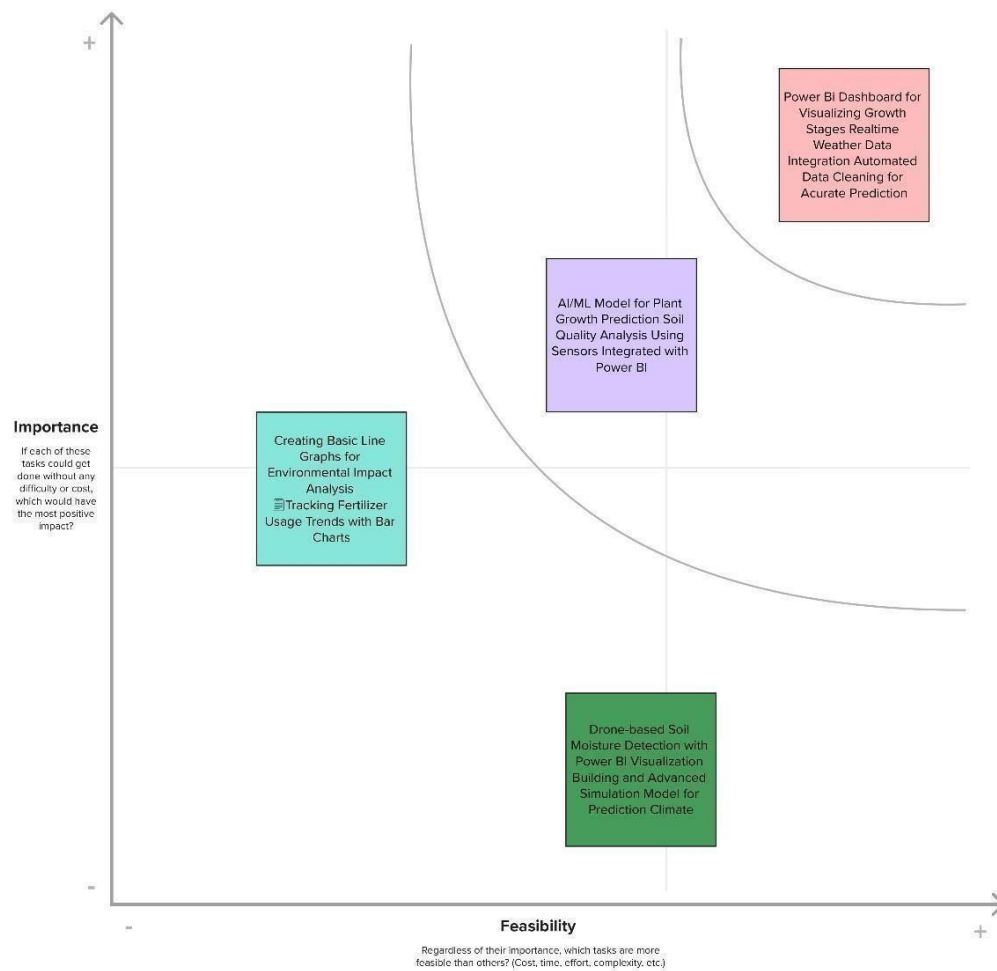 +
Power Bi Dashboard for
Visualizing Growth
Stages Realtime
Weather Data
Integration Automated
Data Cleaning for
Acurate Prediction
AI/ML Model for Plant
Growth Prediction Soil
Quality Analysis Using
Sensors Integrated with
Power BI
Importance
If each of these
tasks could get
done without any
difficulty or cost,
which would have
the most positive
impact?
Creating Basic Line
Graphs for
Environmental Impact
Analysis
Tracking Fertilizer
Usage Trends with Bar
Charts
Drone-based Soil
Moisture Detection with
Power BI Visualization
Building and Advanced
Simulation Model for
Prediction Climate
-
-
Feasibility
+
Regardless of their importance, which tasks are more
feasible than others? (Cost, time, effort, complexity, etc.)